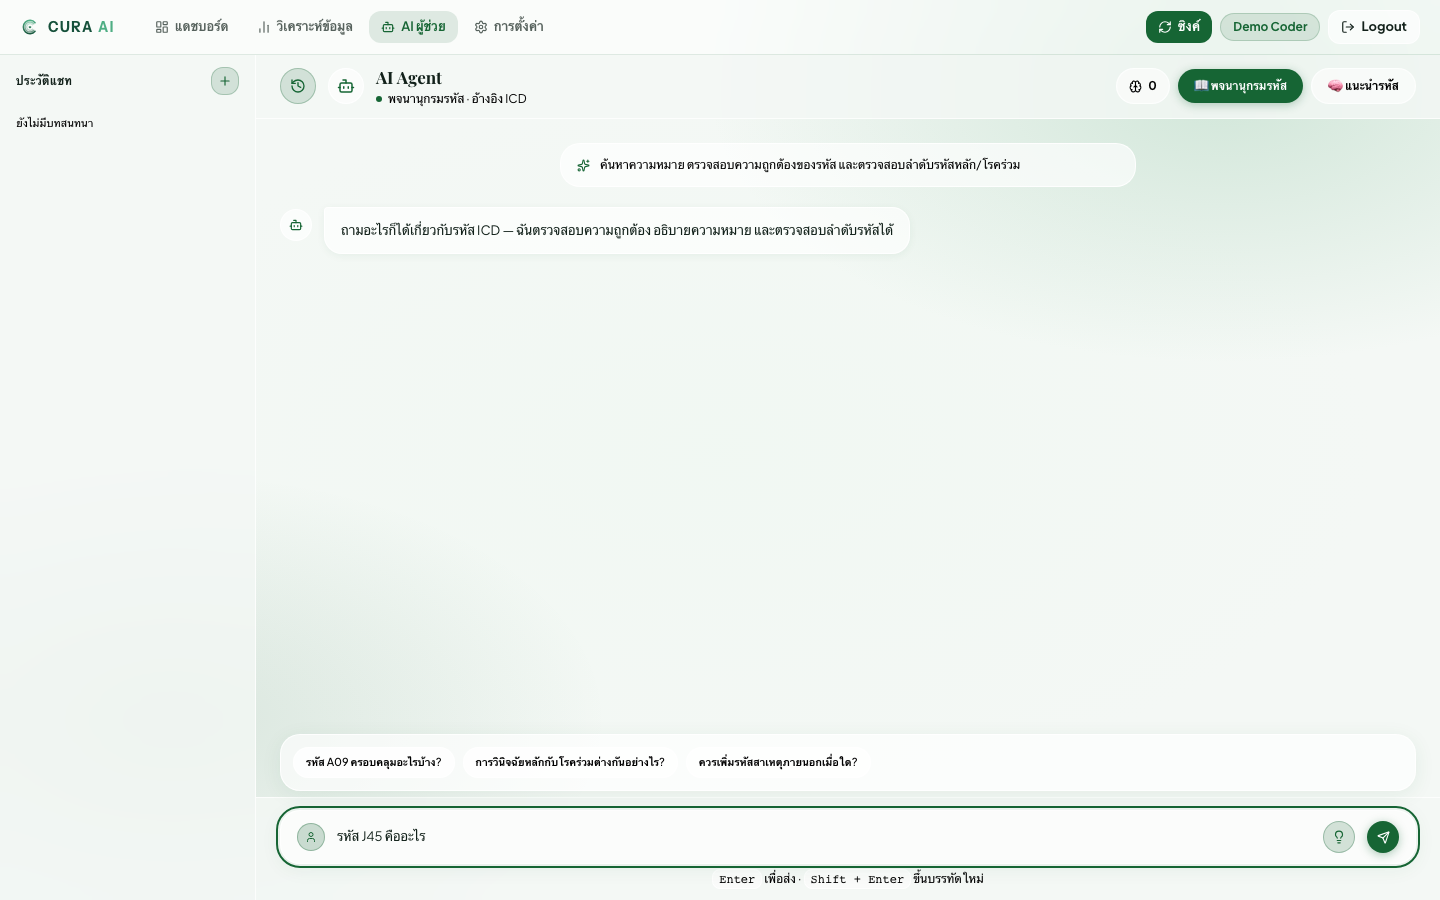 CURA AI
แดชบอร์ด
วิเคราะห์ข้อมูล
AI ผู้ช่วย
การตั้งค่า
ซิงค์
Demo Coder
Logout
ประวัติแชท
ยังไม่มีบทสนทนา
AI Agent
พจนานุกรมรหัส · อ้างอิง ICD
0
📖 พจนานุกรมรหัส
🧠 แนะนำรหัส
ค้นหาความหมาย ตรวจสอบความถูกต้องของรหัส และตรวจสอบลำดับรหัสหลัก/โรคร่วม
ถามอะไรก็ได้เกี่ยวกับรหัส ICD — ฉันตรวจสอบความถูกต้อง อธิบายความหมาย และตรวจสอบลำดับรหัสได้
รหัส A09 ครอบคลุมอะไรบ้าง?
การวินิจฉัยหลักกับโรคร่วมต่างกันอย่างไร?
ควรเพิ่มรหัสสาเหตุภายนอกเมื่อใด?
รหัส J45 คืออะไร
Enter เพื่อส่ง · Shift + Enter ขึ้นบรรทัดใหม่